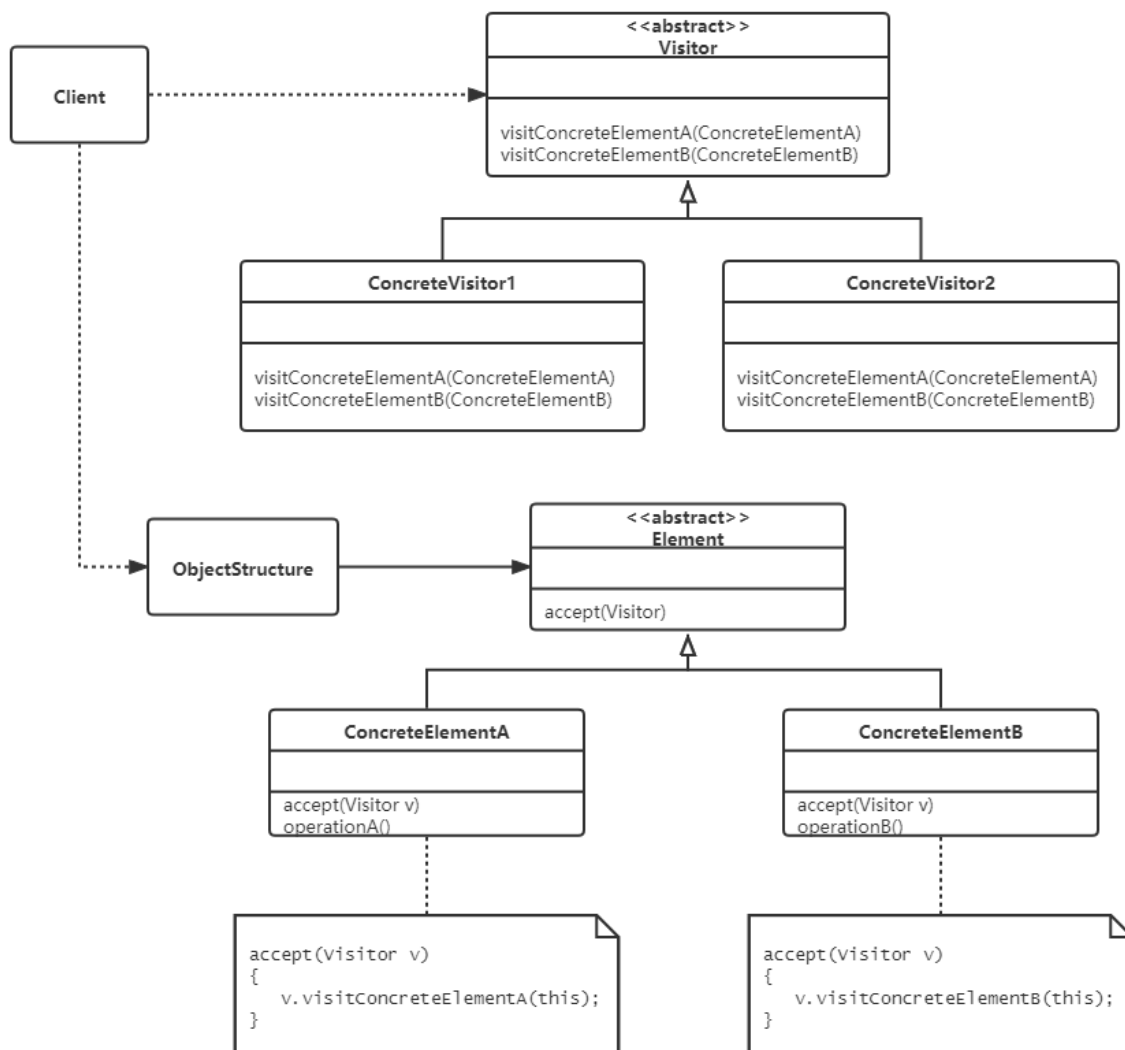 <<abstract>>
Visitor
Client
visitConcreteElementA(ConcreteElementA)
visitConcreteElementB(ConcreteElementB)
ConcreteVisitor1
visitConcreteElementA(ConcreteElementA)
visitConcreteElementB(ConcreteElementB)
ConcreteVisitor2
visitConcreteElementA(ConcreteElementA)
visitConcreteElementB(ConcreteElementB)
ObjectStructure
<<abstract>>
Element
accept(Visitor)
ConcreteElementA
accept(Visitor v)
operationA()
ConcreteElementB
accept(Visitor v)
operationB()
accept(Visitor v)
{
v.visitConcreteElementA(this);
}
accept(Visitor v)
{
v.visitConcreteElementB(this);
}